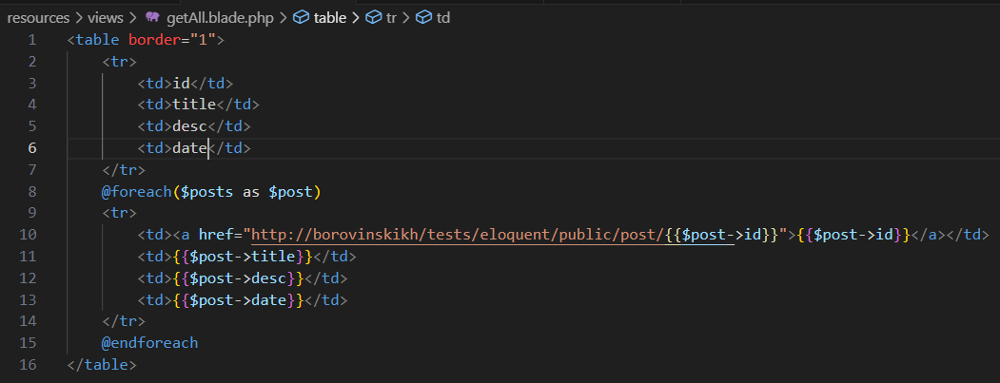 resources > views > getAll.blade.php > table > tr > td
1 <table border="1">
2 <tr>
3 <td>id</td>
4 <td>title</td>
5 <td>desc</td>
6 <td>date</td>
7 </tr>
8 @foreach($posts as $post)
9 <tr>
10 <td><a href="http://borovinskikh/tests/eloquent/public/post/{{$post->id}}">{{$post->id}}</a></td>
11 <td>{{$post->title}}</td>
12 <td>{{$post->desc}}</td>
13 <td>{{$post->date}}</td>
14 </tr>
15 @endforeach
16 </table>